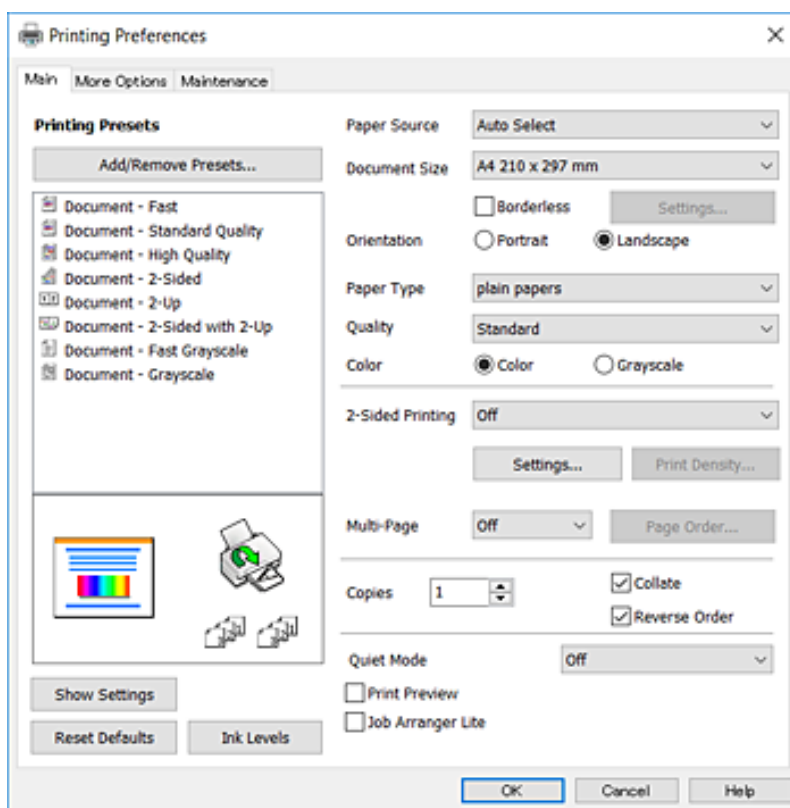 Printing Preferences
Main More Options Maintenance
Printing Presets
Add/Remove Presets...
Document - Fast
Document - Standard Quality
Document - High Quality
Document - 2-Sided
Document - 2-Up
Document - 2-Sided with 2-Up
Document - Fast Grayscale
Document - Grayscale
Show Settings
Reset Defaults Ink Levels
Paper Source Auto Select
Document Size A4 210 x 297 mm
Borderless Settings...
Orientation Portrait Landscape
Paper Type plain papers
Quality Standard
Color Color Grayscale
2-Sided Printing Off
Settings... Print Density...
Multi-Page Off Page Order...
Copies 1 Collate
Reverse Order
Quiet Mode Off
Print Preview
Job Arranger Lite
OK Cancel Help